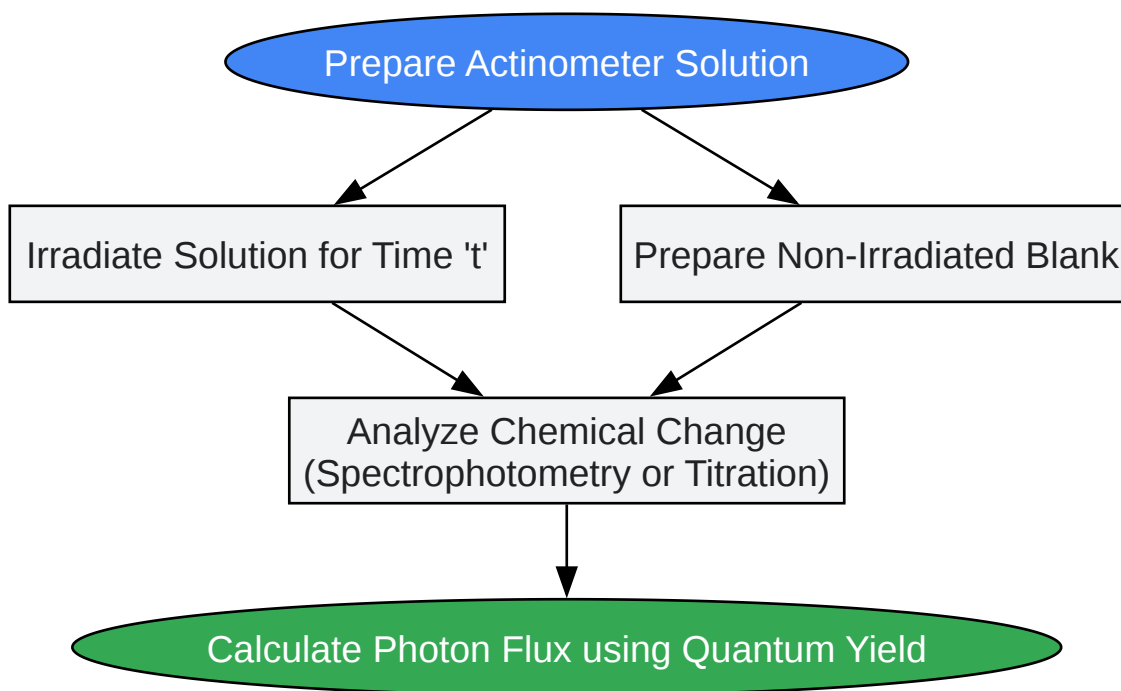 Prepare Actinometer Solution
Irradiate Solution for Time 't'
Prepare Non-Irradiated Blank
Analyze Chemical Change
(Spectrophotometry or Titration)
Calculate Photon Flux using Quantum Yield